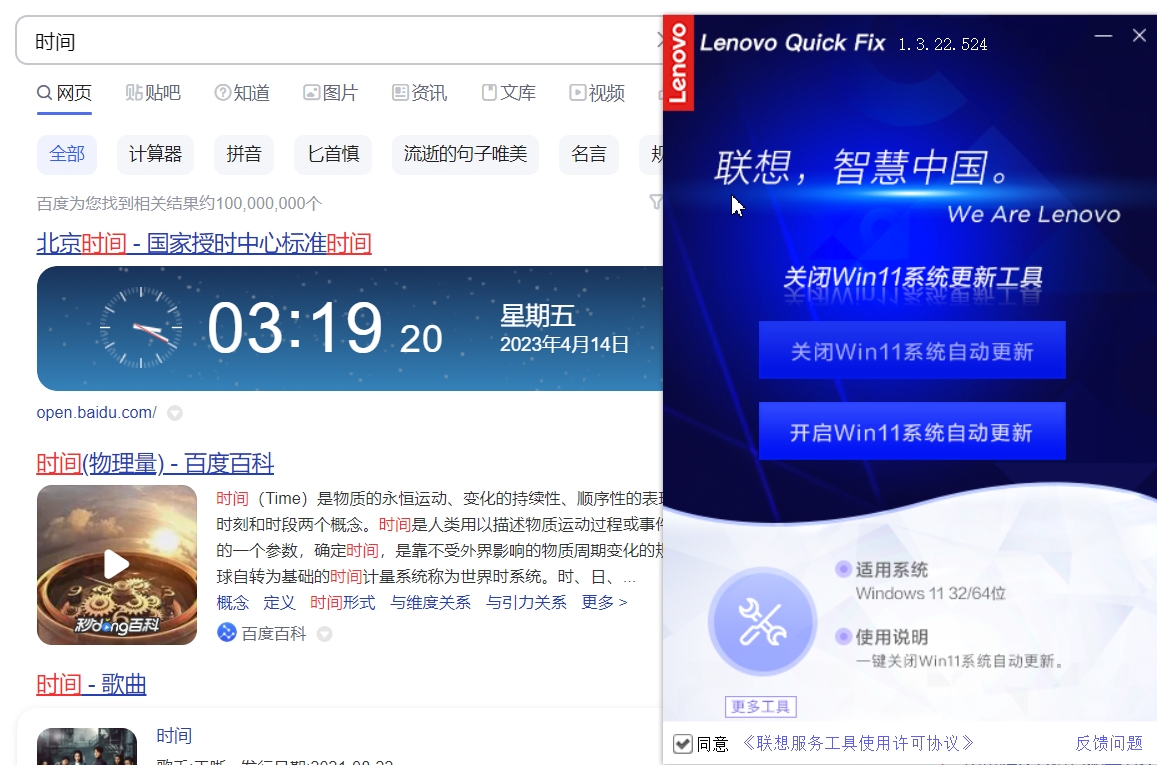 时间
网页 贴贴吧 知道 图片 资讯 文库 视频
全部 计算器 拼音 匕首慎 流逝的句子唯美 名言
百度为您找到相关结果约100,000,000个
北京时间 - 国家授时中心标准时间
03:19 20
星期五
2023年4月14日
open.baidu.com/
时间(物理量) - 百度百科
时间（Time）是物质的永恒运动、变化的持续性、顺序性的表
时刻和时段两个概念。时间是人类用以描述物质运动过程或事
的一个参数，确定时间，是靠不受外界影响的物质周期变化的
球自转为基础的时间计量系统称为世界时系统。时、日、...
概念 定义 时间形式 与维度关系 与引力关系 更多 >
秒dong百科
百度百科
时间 - 歌曲
时间
Lenovo
Lenovo Quick Fix 1.3.22.524
联想，智慧中国。
We Are Lenovo
关闭Win11系统更新工具
关闭Win11系统自动更新
开启Win11系统自动更新
适用系统
Windows 11 32/64位
使用说明
一键关闭Win11系统自动更新。
更多工具
同意 《联想服务工具使用许可协议》 反馈问题